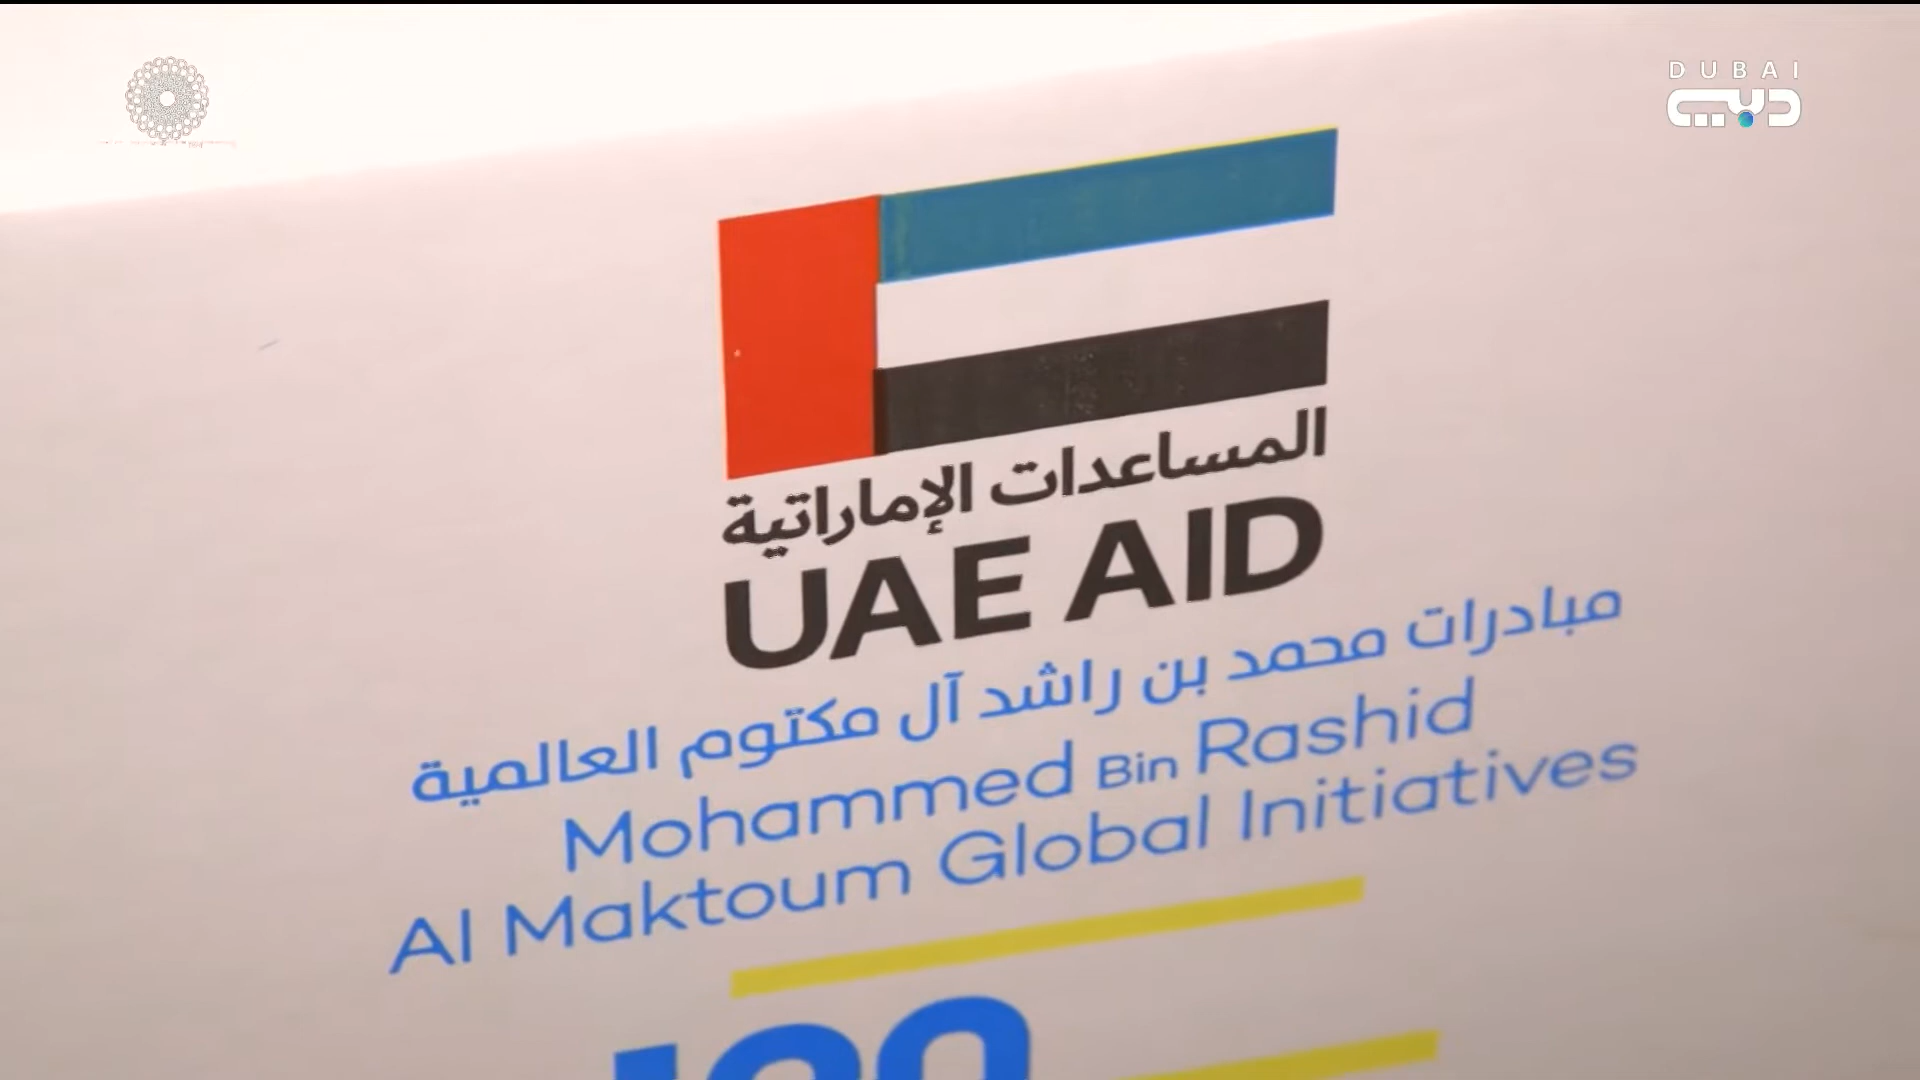 DUBAI
دبي
المساعدات الإماراتية
UAE AID
مبادرات محمد بن راشد آل مكتوم العالمية
Mohammed Bin Rashid
Al Maktoum Global Initiatives
100